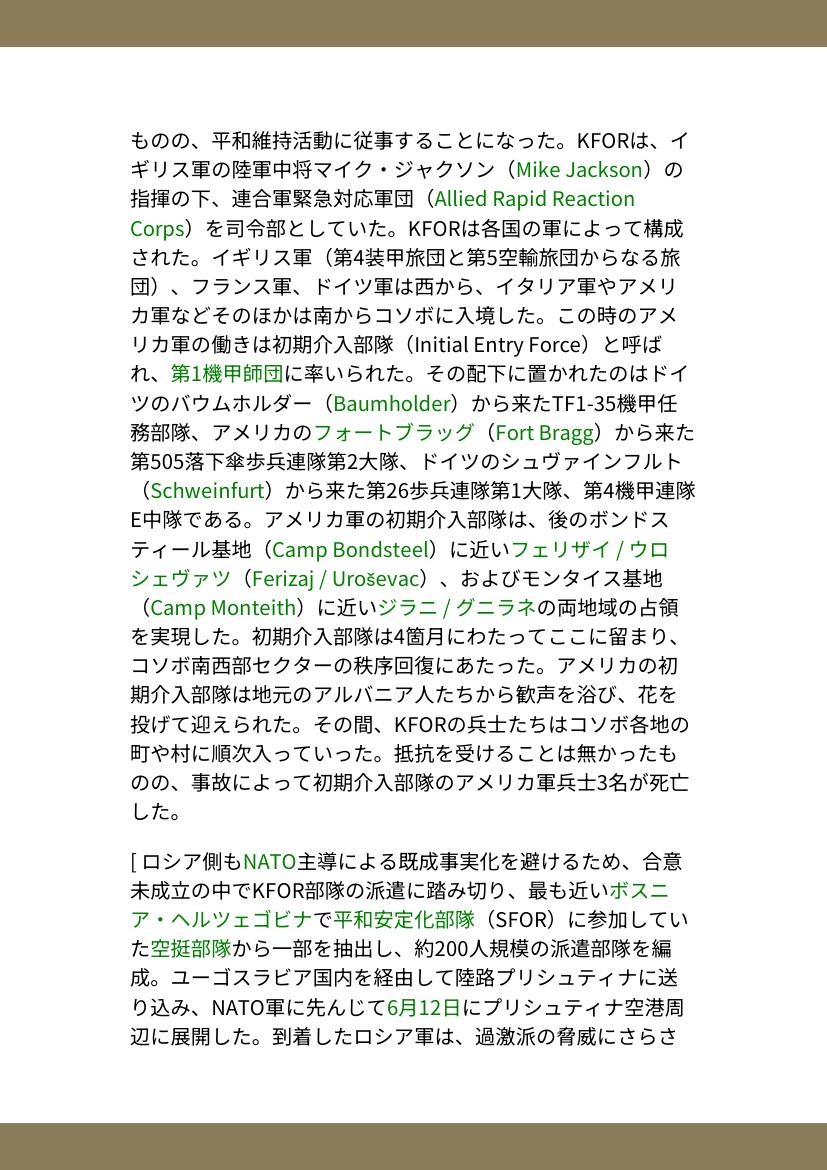 ものの、平和維持活動に従事することになった。KFORは、イ
ギリス軍の陸軍中将マイク・ジャクソン（Mike Jackson）の
指揮の下、連合軍緊急対応軍団（Allied Rapid Reaction
Corps）を司令部としていた。KFORは各国の軍によって構成
された。イギリス軍（第4装甲旅団と第5空輸旅団からなる旅
団）、フランス軍、ドイツ軍は西から、イタリア軍やアメリ
カ軍などそのほかは南からコソボに入境した。この時のアメ
リカ軍の働きは初期介入部隊（Initial Entry Force）と呼ば
れ、第1機甲師団に率いられた。その配下に置かれたのはドイ
ツのバウムホルダー（Baumholder）から来たTF1-35機甲任
務部隊、アメリカのフォートブラッグ（Fort Bragg）から来た
第505落下傘歩兵連隊第2大隊、ドイツのシュヴァインフルト
（Schweinfurt）から来た第26歩兵連隊第1大隊、第4機甲連隊
E中隊である。アメリカ軍の初期介入部隊は、後のボンドス
ティール基地（Camp Bondsteel）に近いフェリザイ / ウロ
シェヴァツ（Ferizaj / Uroševac）、およびモンタイス基地
（Camp Monteith）に近いジラニ / グニラネの両地域の占領
を実現した。初期介入部隊は4箇月にわたってここに留まり、
コソボ南西部セクターの秩序回復にあたった。アメリカの初
期介入部隊は地元のアルバニア人たちから歓声を浴び、花を
投げて迎えられた。その間、KFORの兵士たちはコソボ各地の
町や村に順次入っていった。抵抗を受けることは無かったも
のの、事故によって初期介入部隊のアメリカ軍兵士3名が死亡
した。
[ ロシア側もNATO主導による既成事実化を避けるため、合意
未成立の中でKFOR部隊の派遣に踏み切り、最も近いボスニ
ア・ヘルツェゴビナで平和安定化部隊（SFOR）に参加してい
た空挺部隊から一部を抽出し、約200人規模の派遣部隊を編
成。ユーゴスラビア国内を経由して陸路プリシュティナに送
り込み、NATO軍に先んじて6月12日にプリシュティナ空港周
辺に展開した。到着したロシア軍は、過激派の脅威にさらさ